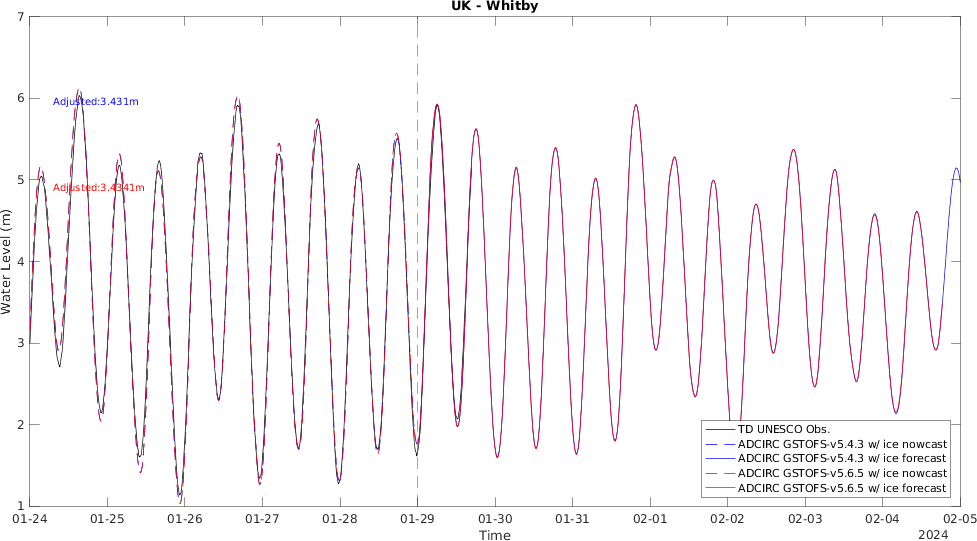 UK - Whitby
7
6
5
4
3
2
1
Water Level (m)
Adjusted:3.431m
Adjusted:3.4341m
TD UNESCO Obs.
ADCIRC GSTOFS-v5.4.3 w/ ice nowcast
ADCIRC GSTOFS-v5.4.3 w/ ice forecast
ADCIRC GSTOFS-v5.6.5 w/ ice nowcast
ADCIRC GSTOFS-v5.6.5 w/ ice forecast
01-24 01-25 01-26 01-27 01-28 01-29 01-30 01-31 02-01 02-02 02-03 02-04 02-05
Time
2024